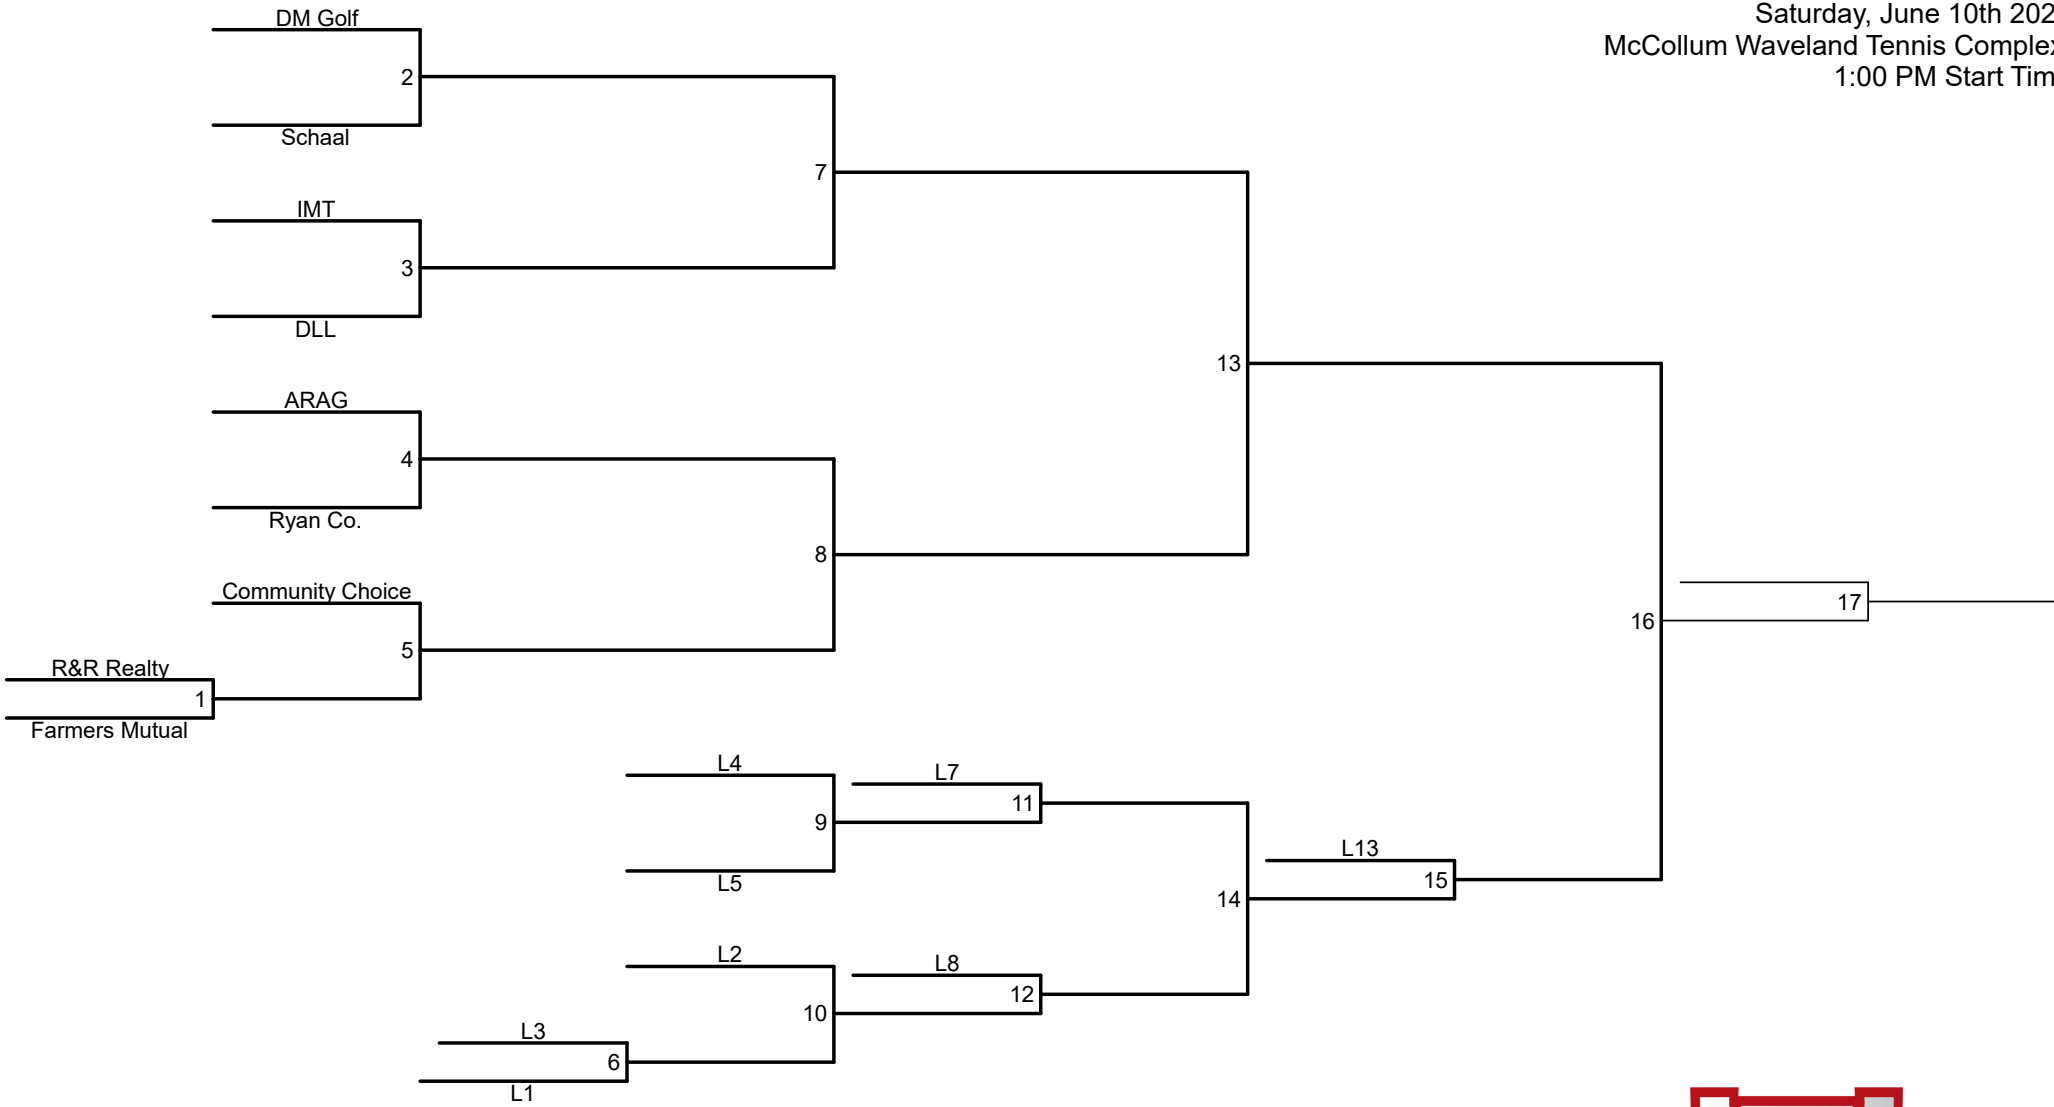 DM Golf
Saturday, June 10th 202
McCollum Waveland Tennis Complex
1:00 PM Start Tim
2
Schaal
7
IMT
3
DLL
13
ARAG
4
Ryan Co.
8
Community Choice
17
16
5
R&R Realty
1
Farmers Mutual
L4
L7
11
9
L13
L5
15
14
L2
L8
12
10
L3
6
L1